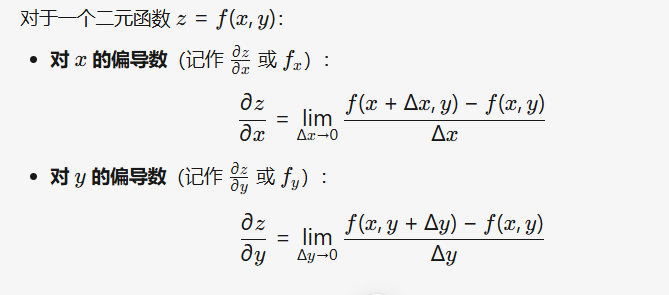 对于一个二元函数 z = f(x, y):
• 对 x 的偏导数（记作 ∂z/∂x 或 f_x）：
∂z/∂x = lim_{Δx→0} (f(x + Δx, y) − f(x, y))/Δx
• 对 y 的偏导数（记作 ∂z/∂y 或 f_y）：
∂z/∂y = lim_{Δy→0} (f(x, y + Δy) − f(x, y))/Δy